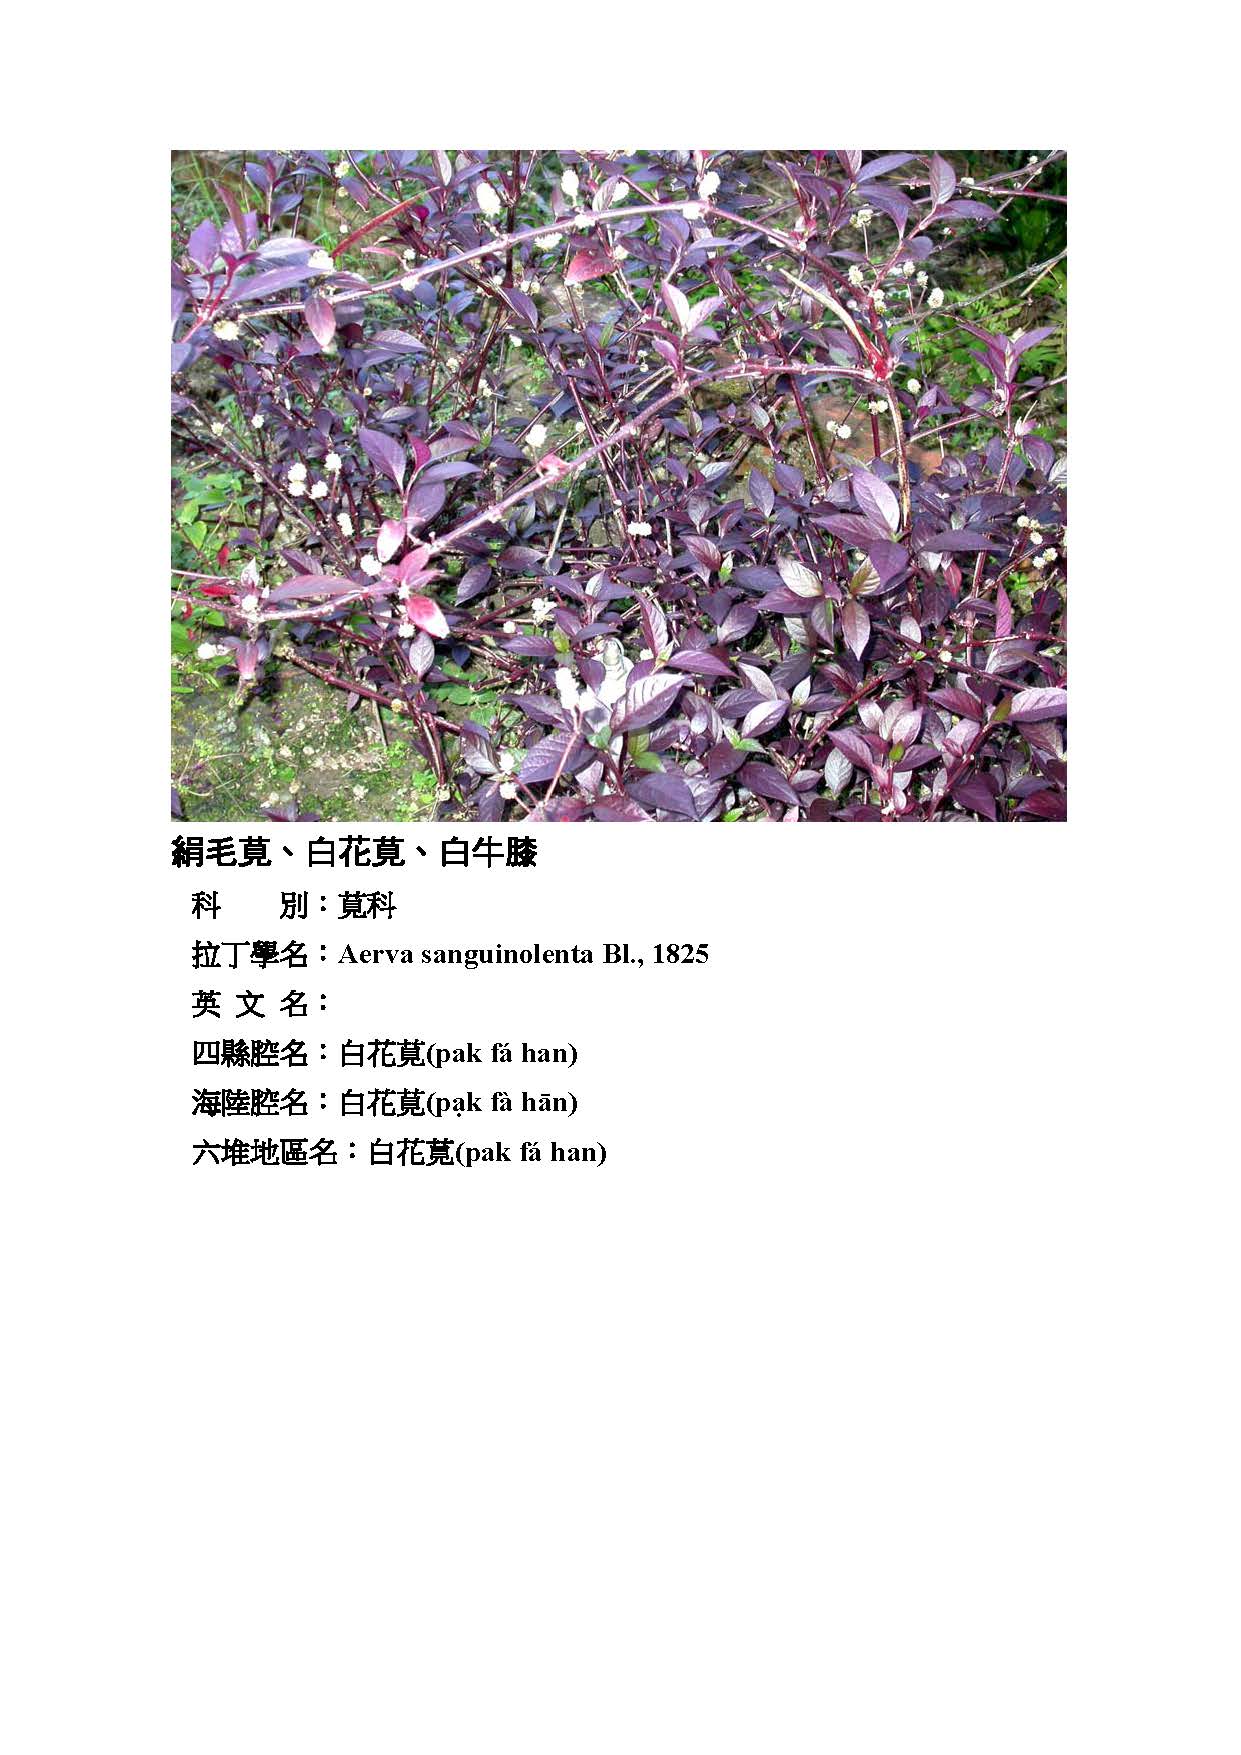 絹毛莧、白花莧、白牛膝
科　　別：莧科
拉丁學名：Aerva sanguinolenta Bl., 1825
英 文 名：
四縣腔名：白花莧(pak fá han)
海陸腔名：白花莧(pa̩k fà hān)
六堆地區名：白花莧(pak fá han)